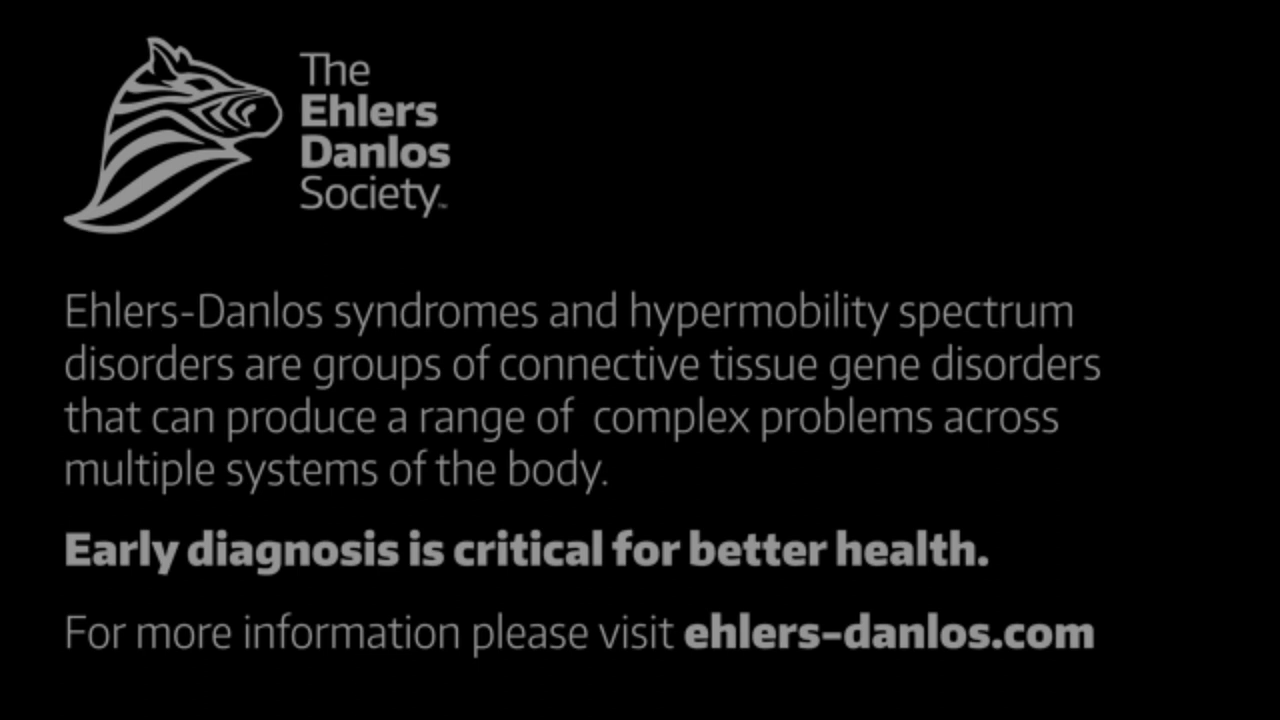 The
Ehlers
Danlos
Society™
Ehlers-Danlos syndromes and hypermobility spectrum
disorders are groups of connective tissue gene disorders
that can produce a range of  complex problems across
multiple systems of the body.
Early diagnosis is critical for better health.
For more information please visit ehlers-danlos.com